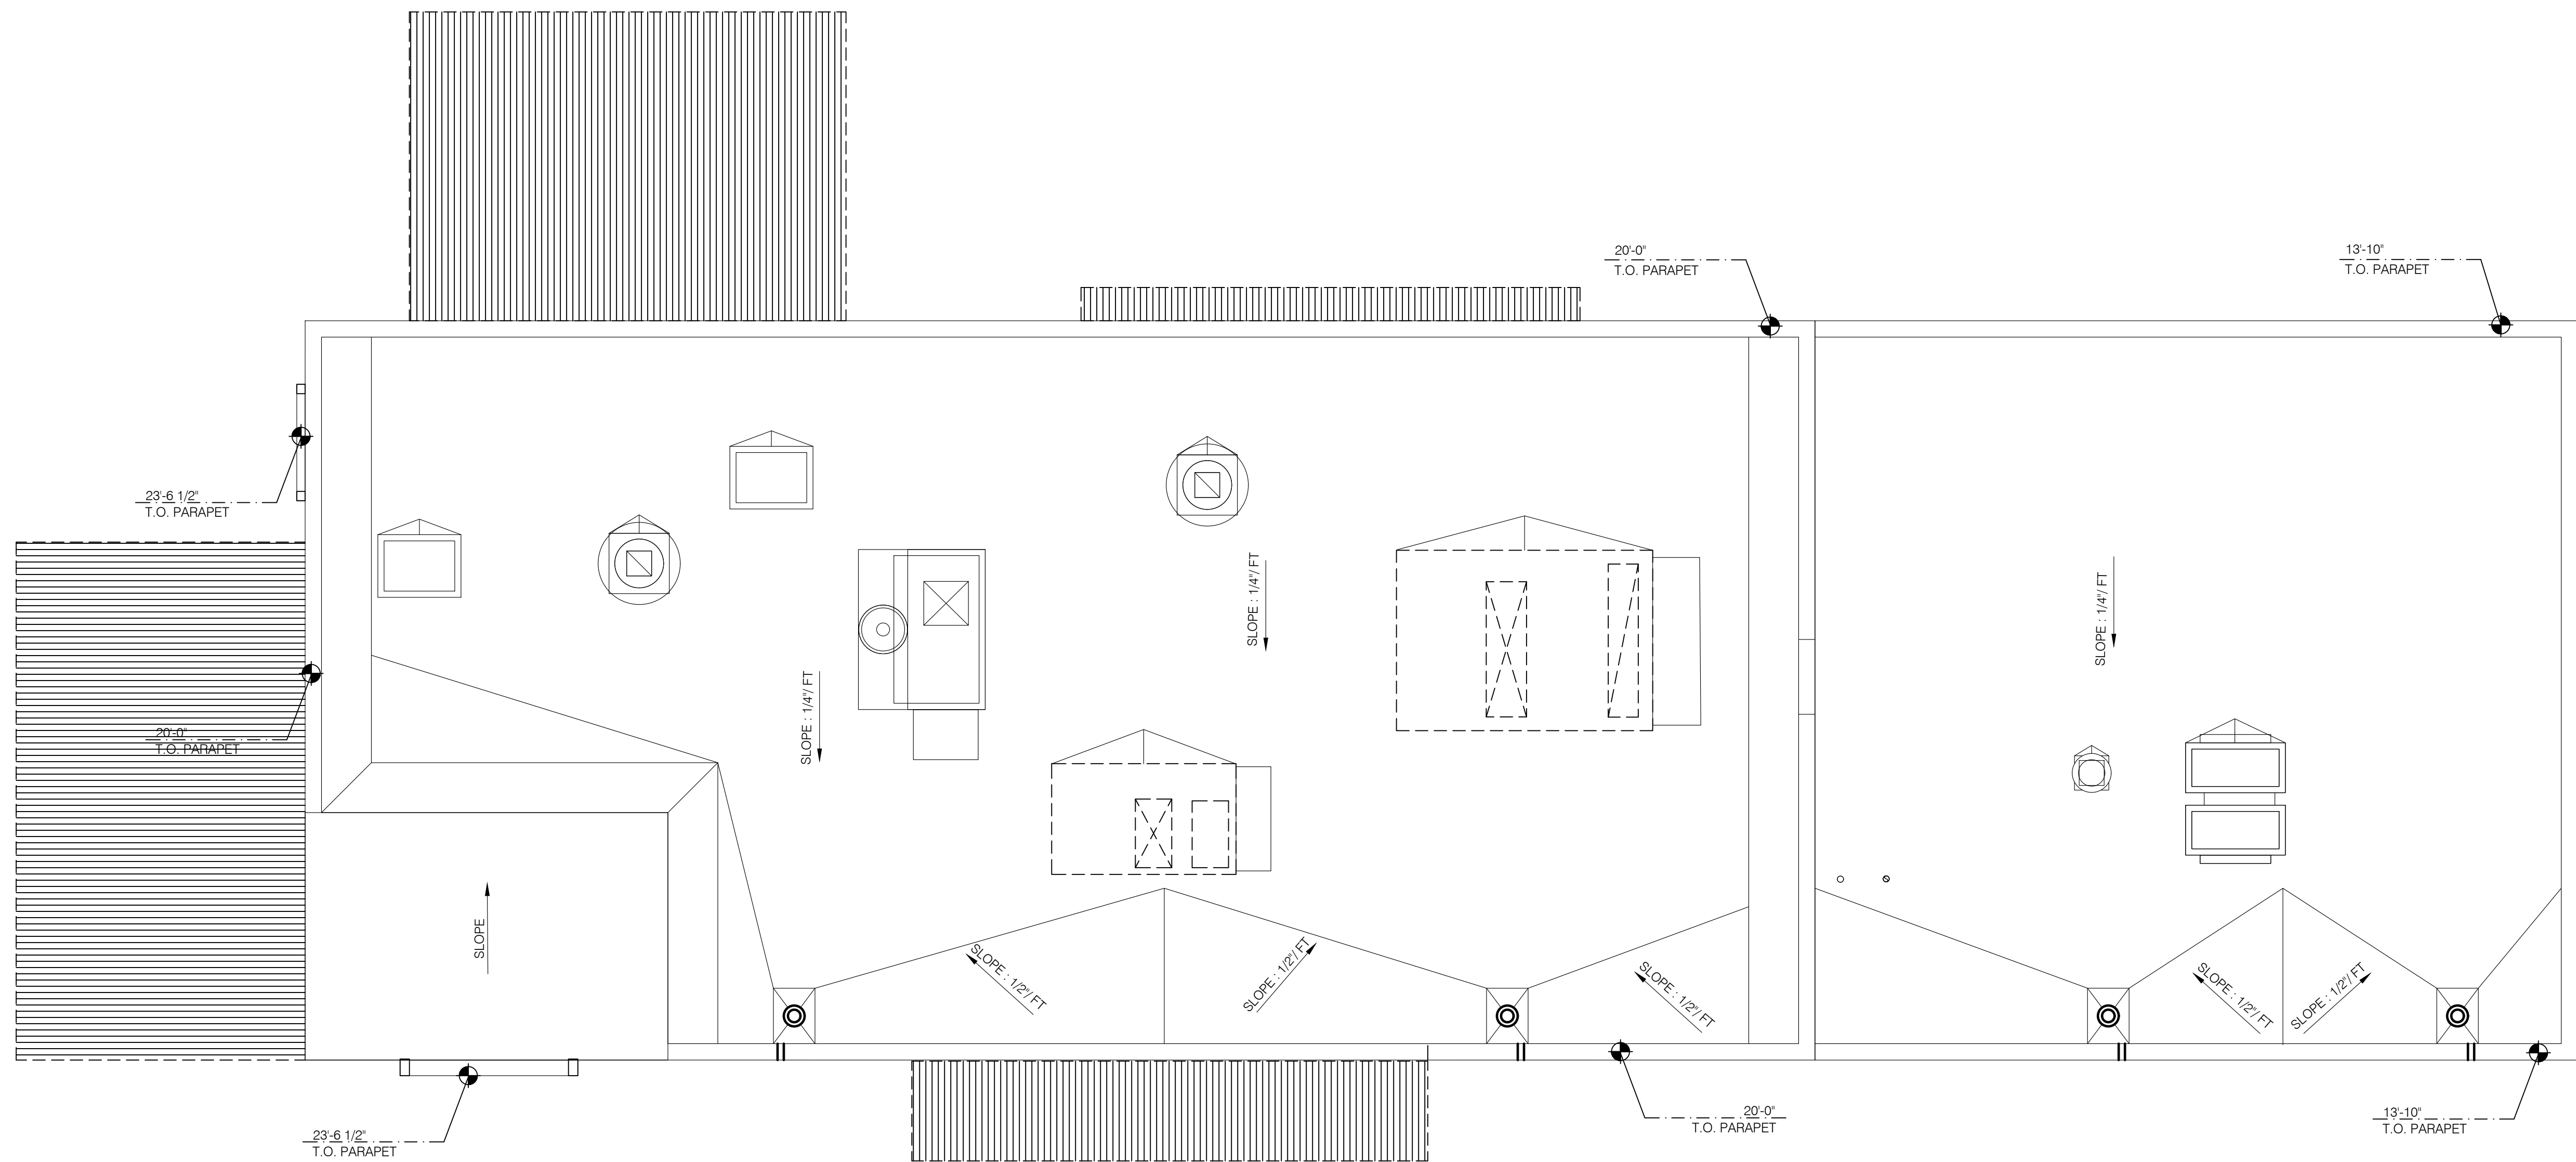 20'-0"
T.O. PARAPET
13'-10"
T.O. PARAPET
23'-6 1/2"
T.O. PARAPET
SLOPE : 1/4"/ FT
SLOPE : 1/4"/ FT
SLOPE : 1/4"/ FT
20'-0"
T.O. PARAPET
SLOPE
SLOPE : 1/2"/ FT
SLOPE : 1/2"/ FT
SLOPE : 1/2"/ FT
SLOPE : 1/2"/ FT
SLOPE : 1/2"/ FT
20'-0"
T.O. PARAPET
13'-10"
T.O. PARAPET
23'-6 1/2"
T.O. PARAPET